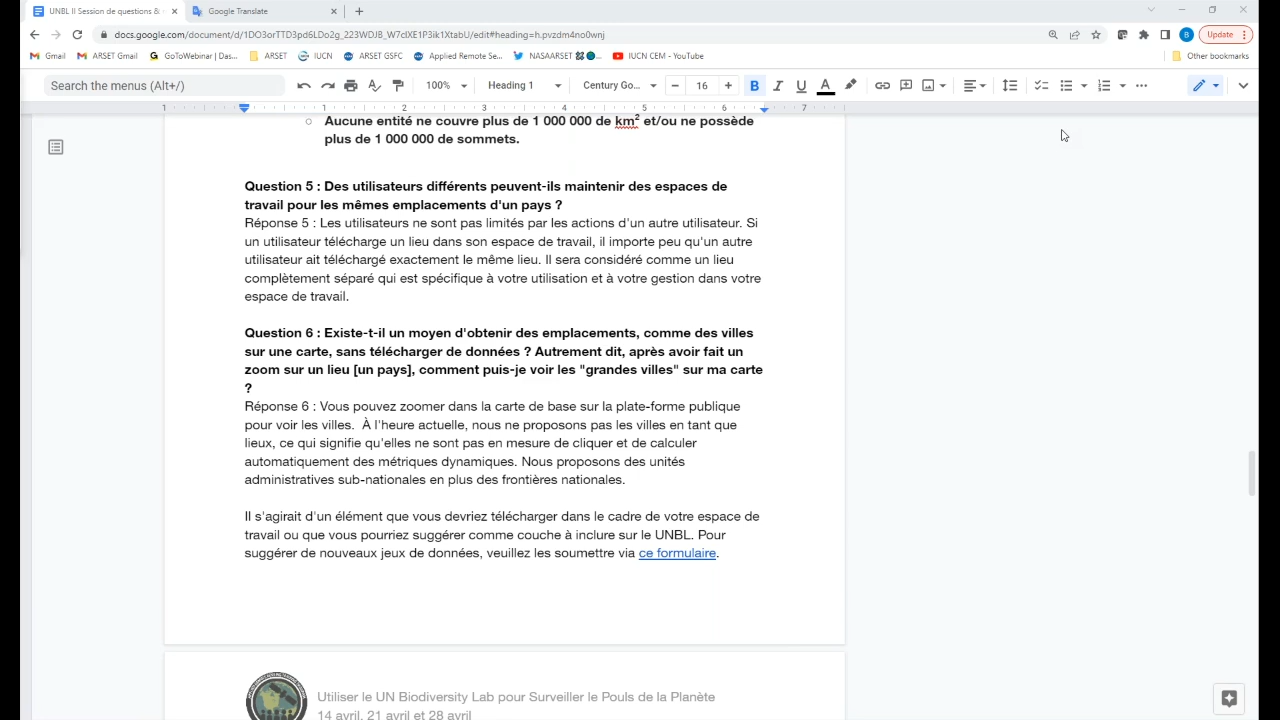 UNBL II Session de questions &
Google Translate
docs.google.com/document/d/1DO3orTTD3pd6LDo2g_223WDJB_W7clXE1P3ik1XtabU/edit#heading=h.pvzdm4no0wnj
B
Update
Gmail
ARSET Gmail
GoToWebinar | Das...
ARSET
IUCN
ARSET GSFC
Applied Remote Se...
NASAARSET
IUCN CEM - YouTube
Other bookmarks
Search the menus (Alt+/)
100%
Heading 1
Century Go...
16
B I U A
1 1 2 3 4 5 6 7
Aucune entité ne couvre plus de 1 000 000 de km² et/ou ne possède
plus de 1 000 000 de sommets.
Question 5 : Des utilisateurs différents peuvent-ils maintenir des espaces de
travail pour les mêmes emplacements d'un pays ?
Réponse 5 : Les utilisateurs ne sont pas limités par les actions d'un autre utilisateur. Si
un utilisateur télécharge un lieu dans son espace de travail, il importe peu qu'un autre
utilisateur ait téléchargé exactement le même lieu. Il sera considéré comme un lieu
complètement séparé qui est spécifique à votre utilisation et à votre gestion dans votre
espace de travail.
Question 6 : Existe-t-il un moyen d'obtenir des emplacements, comme des villes
sur une carte, sans télécharger de données ? Autrement dit, après avoir fait un
zoom sur un lieu [un pays], comment puis-je voir les "grandes villes" sur ma carte
?
Réponse 6 : Vous pouvez zoomer dans la carte de base sur la plate-forme publique
pour voir les villes.  À l'heure actuelle, nous ne proposons pas les villes en tant que
lieux, ce qui signifie qu'elles ne sont pas en mesure de cliquer et de calculer
automatiquement des métriques dynamiques. Nous proposons des unités
administratives sub-nationales en plus des frontières nationales.
Il s'agirait d'un élément que vous devriez télécharger dans le cadre de votre espace de
travail ou que vous pourriez suggérer comme couche à inclure sur le UNBL. Pour
suggérer de nouveaux jeux de données, veuillez les soumettre via ce formulaire.
Utiliser le UN Biodiversity Lab pour Surveiller le Pouls de la Planète
14 avril, 21 avril et 28 avril